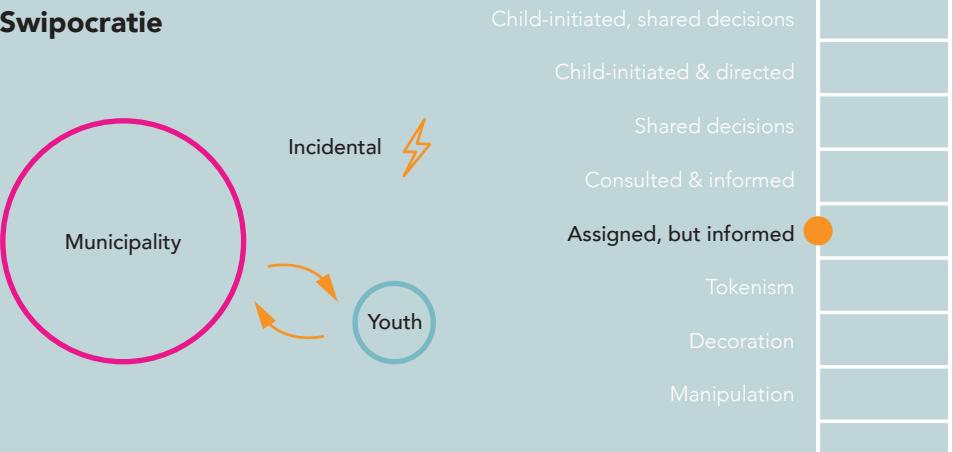 Swipocratie
Incidental
Municipality
Youth
Child-initiated, shared decisions
Child-initiated & directed
Shared decisions
Consulted & informed
Assigned, but informed
Tokenism
Decoration
Manipulation